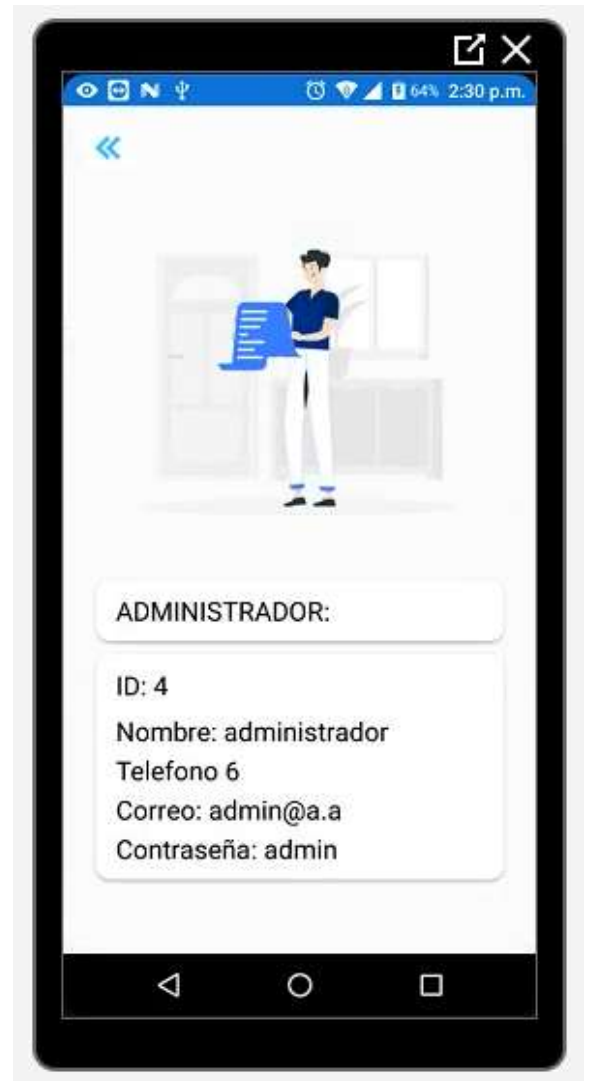 64% 2:30 p.m.
ADMINISTRADOR:
ID: 4
Nombre: administrador
Telefono 6
Correo: admin@a.a
Contraseña: admin